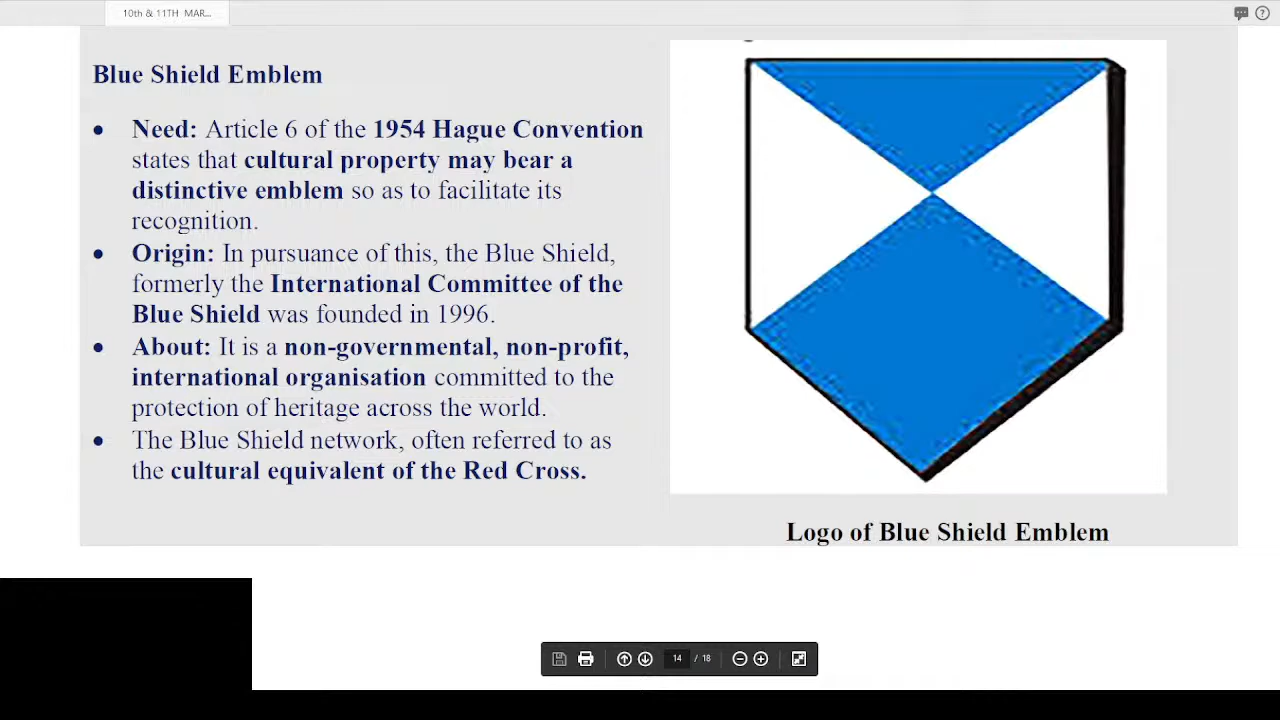 10th & 11TH MAR...
Blue Shield Emblem
• Need: Article 6 of the 1954 Hague Convention
states that cultural property may bear a
distinctive emblem so as to facilitate its
recognition.
• Origin: In pursuance of this, the Blue Shield,
formerly the International Committee of the
Blue Shield was founded in 1996.
• About: It is a non-governmental, non-profit,
international organisation committed to the
protection of heritage across the world.
• The Blue Shield network, often referred to as
the cultural equivalent of the Red Cross.
Logo of Blue Shield Emblem
14 / 18